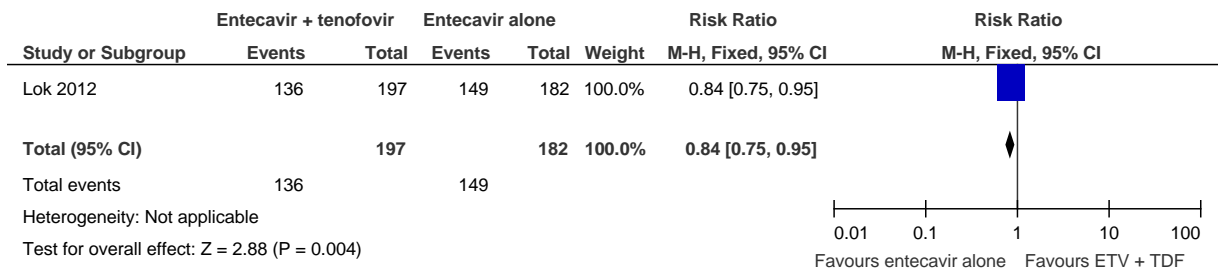 Entecavir + tenofovir Entecavir alone Risk Ratio Risk Ratio
Study or Subgroup Events Total Events Total Weight M-H, Fixed, 95% CI M-H, Fixed, 95% CI
Lok 2012 136 197 149 182 100.0% 0.84 [0.75, 0.95]
Total (95% CI) 197 182 100.0% 0.84 [0.75, 0.95]
Total events 136 149
Heterogeneity: Not applicable
Test for overall effect: Z = 2.88 (P = 0.004)
0.01 0.1 1 10 100
Favours entecavir alone Favours ETV + TDF